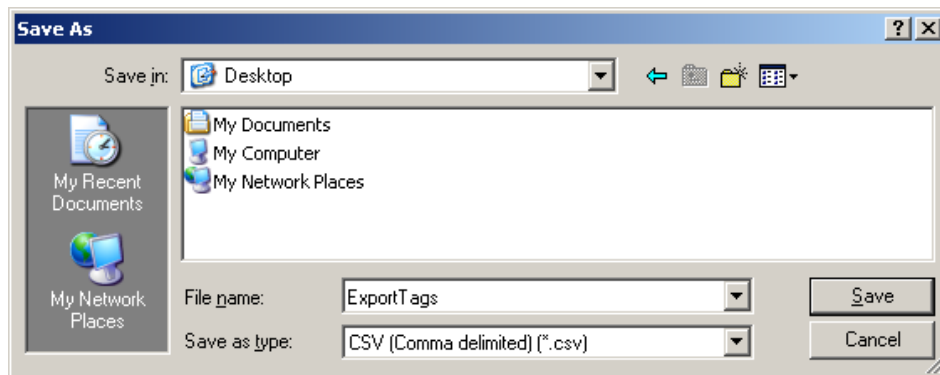 Save As
Save in:
Desktop
My Documents
My Computer
My Network Places
My Recent
Documents
My Network
Places
File name:
ExportTags
Save
Save as type:
CSV (Comma delimited) (*.csv)
Cancel